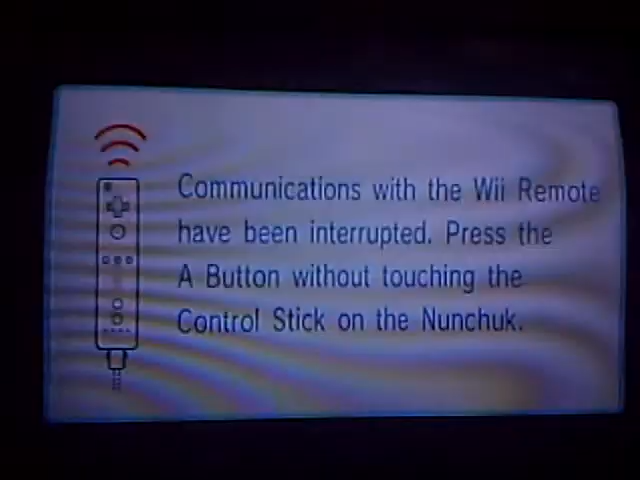 Communications with the Wii Remote
have been interrupted. Press the
A Button without touching the
Control Stick on the Nunchuk.